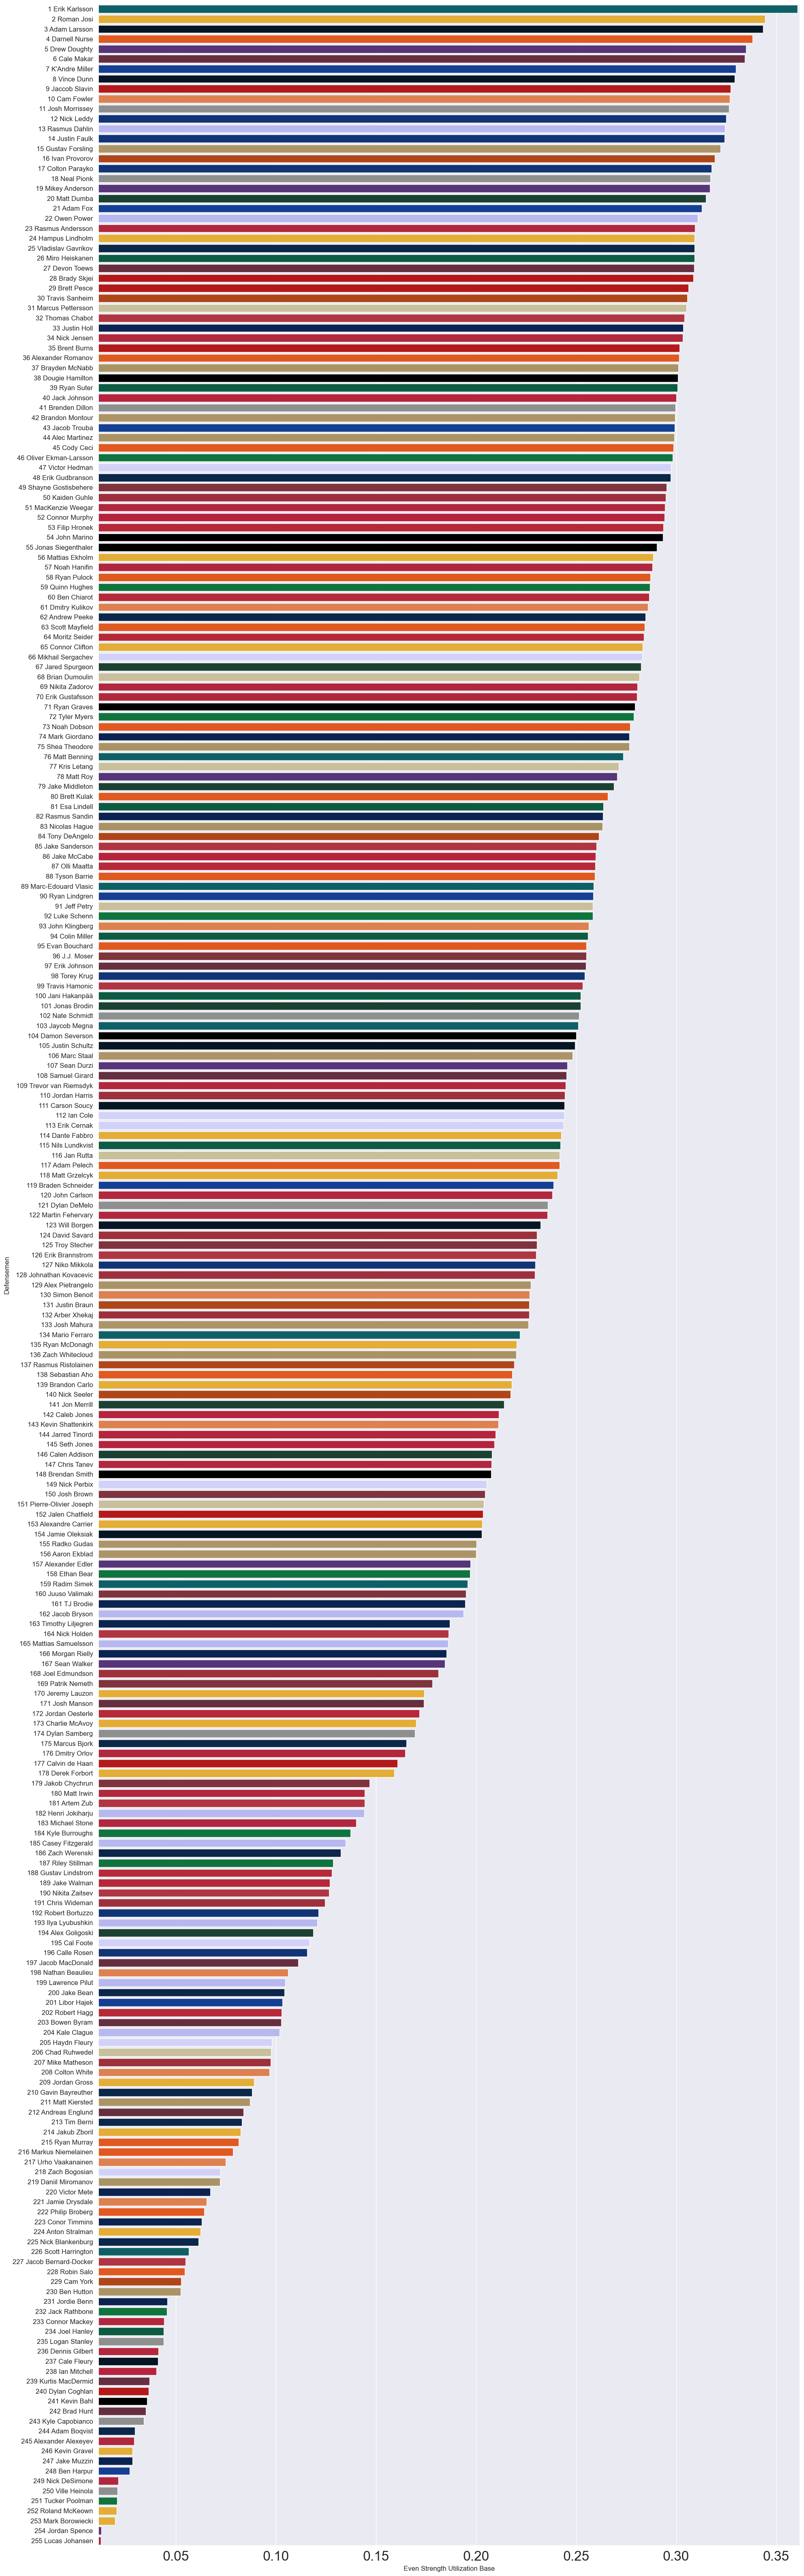 1 Erik Karlsson
2 Roman Josi
3 Adam Larsson
4 Darnell Nurse
5 Drew Doughty
6 Cale Makar
7 K'Andre Miller
8 Vince Dunn
9 Jaccob Slavin
10 Cam Fowler
11 Josh Morrissey
12 Nick Leddy
13 Rasmus Dahlin
14 Justin Faulk
15 Gustav Forsling
16 Ivan Provorov
17 Colton Parayko
18 Neal Pionk
19 Mikey Anderson
20 Matt Dumba
21 Adam Fox
22 Owen Power
23 Rasmus Andersson
24 Hampus Lindholm
25 Vladislav Gavrikov
26 Miro Heiskanen
27 Devon Toews
28 Brady Skjei
29 Brett Pesce
30 Travis Sanheim
31 Marcus Pettersson
32 Thomas Chabot
33 Justin Holl
34 Nick Jensen
35 Brent Burns
36 Alexander Romanov
37 Brayden McNabb
38 Dougie Hamilton
39 Ryan Suter
40 Jack Johnson
41 Brenden Dillon
42 Brandon Montour
43 Jacob Trouba
44 Alec Martinez
45 Cody Ceci
46 Oliver Ekman-Larsson
47 Victor Hedman
48 Erik Gudbranson
49 Shayne Gostisbehere
50 Kaiden Guhle
51 MacKenzie Weegar
52 Connor Murphy
53 Filip Hronek
54 John Marino
55 Jonas Siegenthaler
56 Mattias Ekholm
57 Noah Hanifin
58 Ryan Pulock
59 Quinn Hughes
60 Ben Chiarot
61 Dmitry Kulikov
62 Andrew Peeke
63 Scott Mayfield
64 Moritz Seider
65 Connor Clifton
66 Mikhail Sergachev
67 Jared Spurgeon
68 Brian Dumoulin
69 Nikita Zadorov
70 Erik Gustafsson
71 Ryan Graves
72 Tyler Myers
73 Noah Dobson
74 Mark Giordano
75 Shea Theodore
76 Matt Benning
77 Kris Letang
78 Matt Roy
79 Jake Middleton
80 Brett Kulak
81 Esa Lindell
82 Rasmus Sandin
83 Nicolas Hague
84 Tony DeAngelo
85 Jake Sanderson
86 Jake McCabe
87 Olli Maatta
88 Tyson Barrie
89 Marc-Edouard Vlasic
90 Ryan Lindgren
91 Jeff Petry
92 Luke Schenn
93 John Klingberg
94 Colin Miller
95 Evan Bouchard
96 J.J. Moser
97 Erik Johnson
98 Torey Krug
99 Travis Hamonic
100 Jani Hakanpää
101 Jonas Brodin
102 Nate Schmidt
103 Jaycob Megna
104 Damon Severson
105 Justin Schultz
106 Marc Staal
107 Sean Durzi
108 Samuel Girard
109 Trevor van Riemsdyk
110 Jordan Harris
111 Carson Soucy
112 Ian Cole
113 Erik Cernak
114 Dante Fabbro
115 Nils Lundkvist
116 Jan Rutta
117 Adam Pelech
118 Matt Grzelcyk
119 Braden Schneider
120 John Carlson
121 Dylan DeMelo
122 Martin Fehervary
123 Will Borgen
124 David Savard
125 Troy Stecher
126 Erik Brannstrom
127 Niko Mikkola
128 Johnathan Kovacevic
129 Alex Pietrangelo
130 Simon Benoit
131 Justin Braun
132 Arber Xhekaj
133 Josh Mahura
134 Mario Ferraro
135 Ryan McDonagh
136 Zach Whitecloud
137 Rasmus Ristolainen
138 Sebastian Aho
139 Brandon Carlo
140 Nick Seeler
141 Jon Merrill
142 Caleb Jones
143 Kevin Shattenkirk
144 Jarred Tinordi
145 Seth Jones
146 Calen Addison
147 Chris Tanev
148 Brendan Smith
149 Nick Perbix
150 Josh Brown
151 Pierre-Olivier Joseph
152 Jalen Chatfield
153 Alexandre Carrier
154 Jamie Oleksiak
155 Radko Gudas
156 Aaron Ekblad
157 Alexander Edler
158 Ethan Bear
159 Radim Simek
160 Juuso Valimaki
161 TJ Brodie
162 Jacob Bryson
163 Timothy Liljegren
164 Nick Holden
165 Mattias Samuelsson
166 Morgan Rielly
167 Sean Walker
168 Joel Edmundson
169 Patrik Nemeth
170 Jeremy Lauzon
171 Josh Manson
172 Jordan Oesterle
173 Charlie McAvoy
174 Dylan Samberg
175 Marcus Bjork
176 Dmitry Orlov
177 Calvin de Haan
178 Derek Forbort
179 Jakob Chychrun
180 Matt Irwin
181 Artem Zub
182 Henri Jokiharju
183 Michael Stone
184 Kyle Burroughs
185 Casey Fitzgerald
186 Zach Werenski
187 Riley Stillman
188 Gustav Lindstrom
189 Jake Walman
190 Nikita Zaitsev
191 Chris Wideman
192 Robert Bortuzzo
193 Ilya Lyubushkin
194 Alex Goligoski
195 Cal Foote
196 Calle Rosen
197 Jacob MacDonald
198 Nathan Beaulieu
199 Lawrence Pilut
200 Jake Bean
201 Libor Hajek
202 Robert Hagg
203 Bowen Byram
204 Kale Clague
205 Haydn Fleury
206 Chad Ruhwedel
207 Mike Matheson
208 Colton White
209 Jordan Gross
210 Gavin Bayreuther
211 Matt Kiersted
212 Andreas Englund
213 Tim Berni
214 Jakub Zboril
215 Ryan Murray
216 Markus Niemelainen
217 Urho Vaakanainen
218 Zach Bogosian
219 Daniil Miromanov
220 Victor Mete
221 Jamie Drysdale
222 Philip Broberg
223 Conor Timmins
224 Anton Stralman
225 Nick Blankenburg
226 Scott Harrington
227 Jacob Bernard-Docker
228 Robin Salo
229 Cam York
230 Ben Hutton
231 Jordie Benn
232 Jack Rathbone
233 Connor Mackey
234 Joel Hanley
235 Logan Stanley
236 Dennis Gilbert
237 Cale Fleury
238 Ian Mitchell
239 Kurtis MacDermid
240 Dylan Coghlan
241 Kevin Bahl
242 Brad Hunt
243 Kyle Capobianco
244 Adam Boqvist
245 Alexander Alexeyev
246 Kevin Gravel
247 Jake Muzzin
248 Ben Harpur
249 Nick DeSimone
250 Ville Heinola
251 Tucker Poolman
252 Roland McKeown
253 Mark Borowiecki
254 Jordan Spence
255 Lucas Johansen
Defensemen
0.05 0.10 0.15 0.20 0.25 0.30 0.35
Even Strength Utilization Base